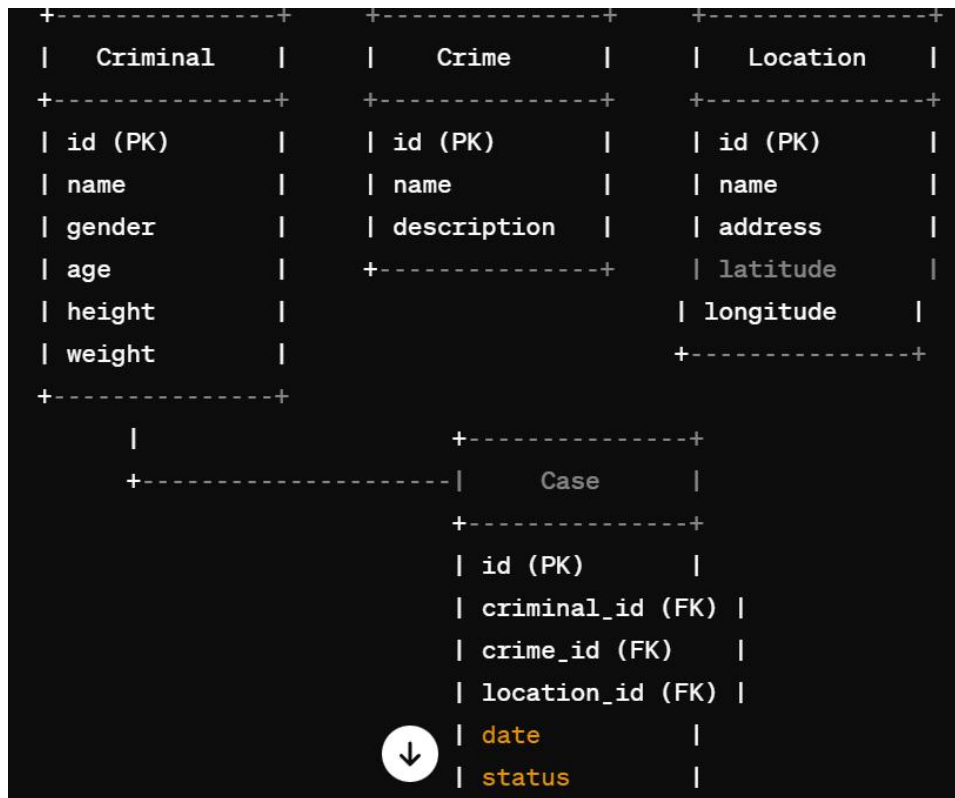 +---------------+     +---------------+     +---------------+
|   Criminal    |     |    Crime      |     |   Location    |
+---------------+     +---------------+     +---------------+
| id (PK)       |     | id (PK)       |     | id (PK)       |
| name          |     | name          |     | name          |
| gender        |     | description   |     | address       |
| age           |     +---------------+     | latitude      |
| height        |                          | longitude     |
| weight        |                          +---------------+
+---------------+
      |                     +---------------+
      +---------------------|     Case      |
                            +---------------+
                            | id (PK)       |
                            | criminal_id (FK) |
                            | crime_id (FK)    |
                            | location_id (FK) |
                            | date          |
                            | status        |